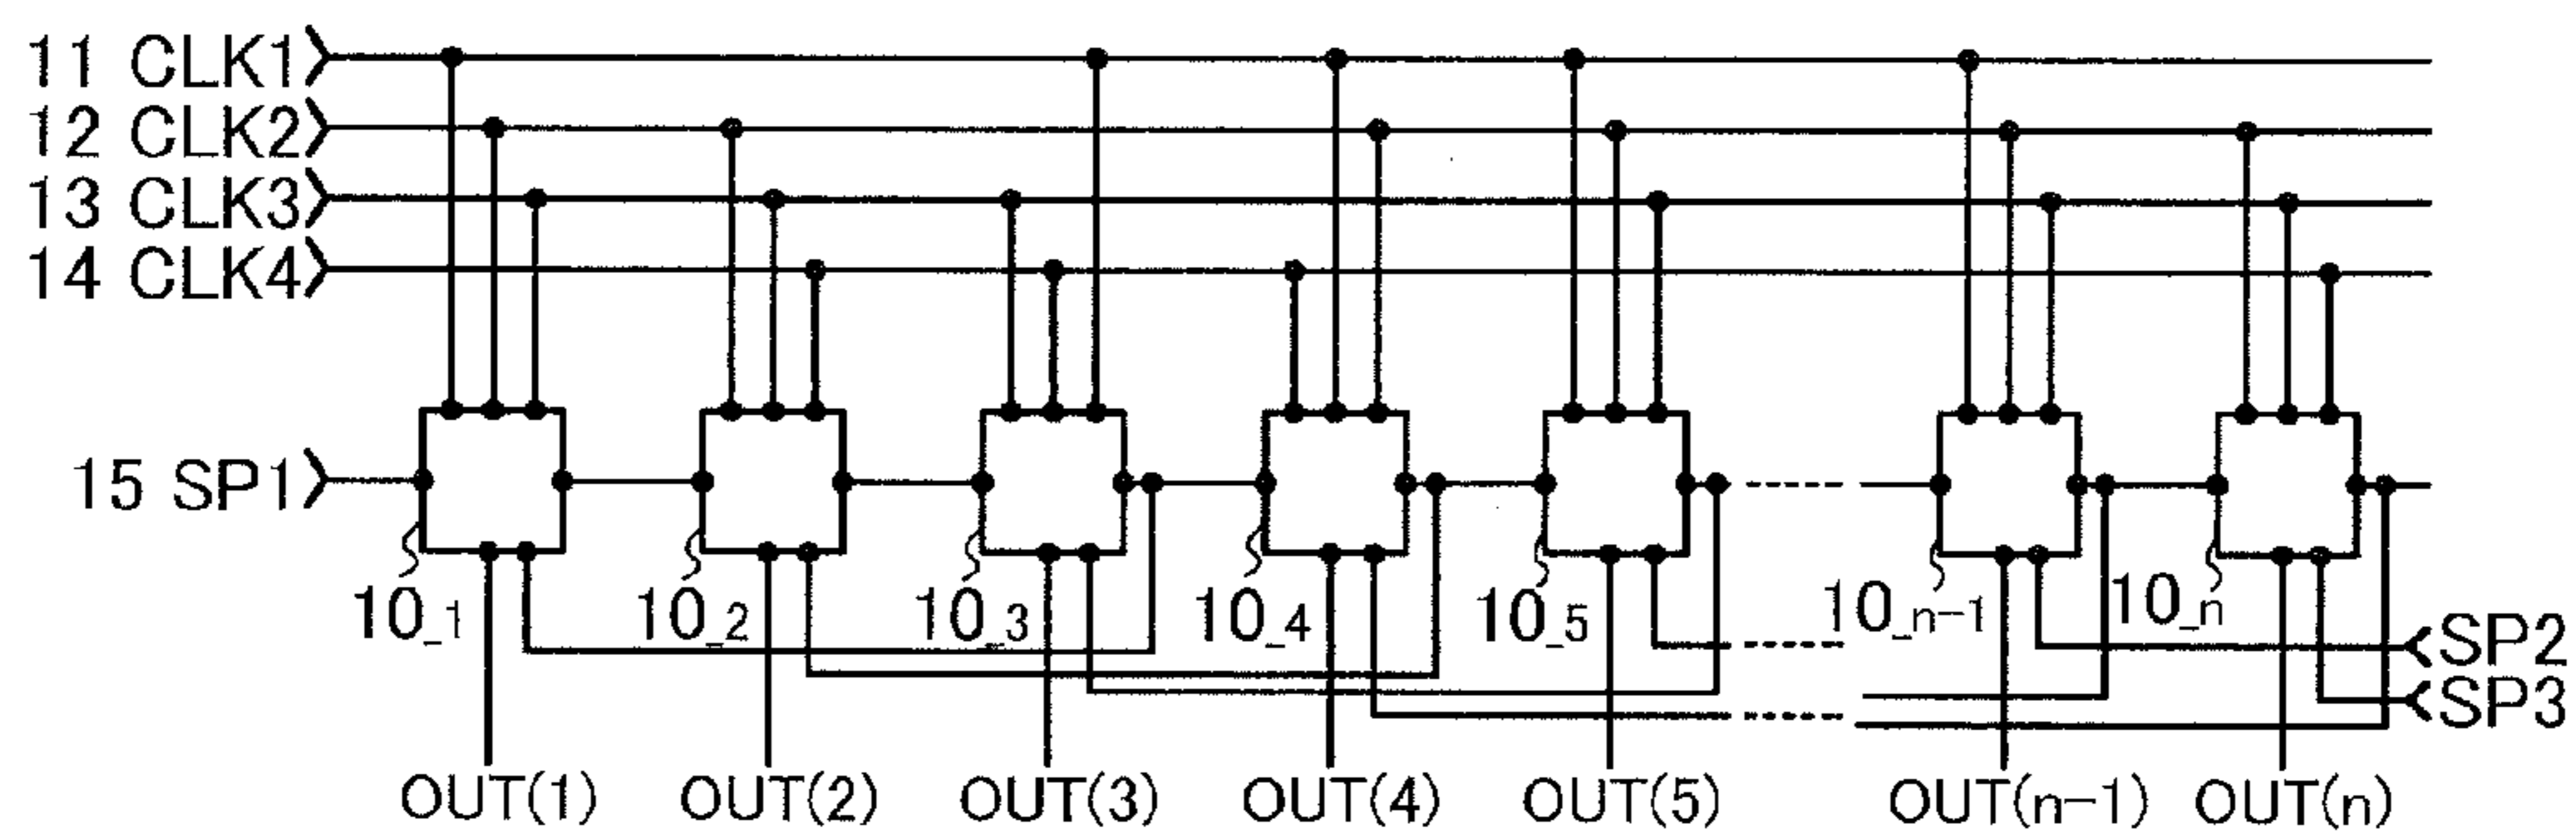 11 CLK1
12 CLK2
13 CLK3
14 CLK4
15 SP1
10_1
10_2
10_3
10_4
10_5
10_n-1
10_n
SP2
SP3
OUT(1)
OUT(2)
OUT(3)
OUT(4)
OUT(5)
OUT(n-1)
OUT(n)